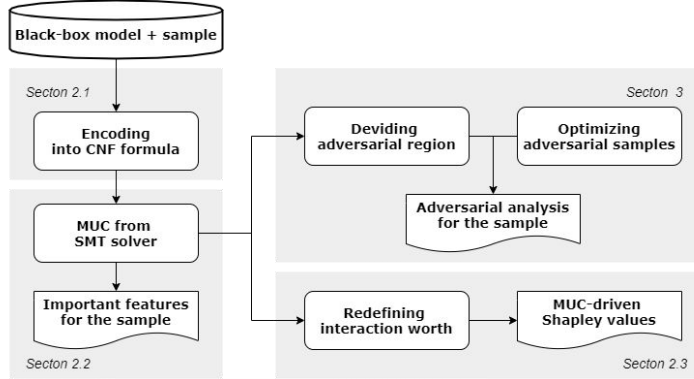 Black-box model + sample
Secton 2.1
Encoding
into CNF formula
MUC from
SMT solver
Important features
for the sample
Secton 2.2
Secton 3
Deviding
adversarial region
Optimizing
adversarial samples
Adversarial analysis
for the sample
Redefining
interaction worth
MUC-driven
Shapley values
Secton 2.3